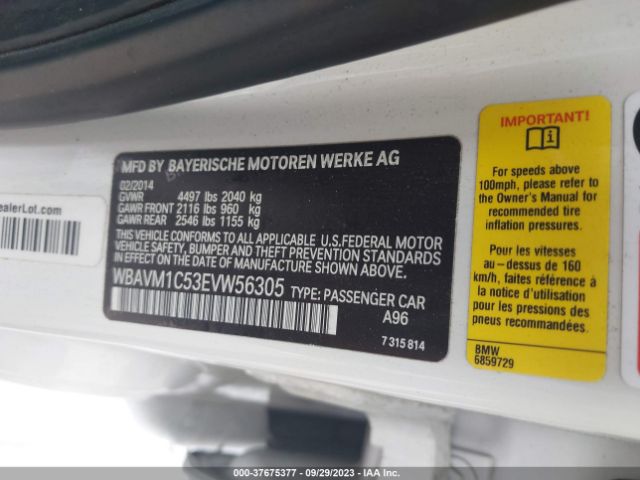 MFD BY BAYERISCHE MOTOREN WERKE AG
02/2014
GVWR 4497 lbs 2040 kg
GAWR FRONT 2116 lbs 960 kg
GAWR REAR 2546 lbs 1155 kg
THIS VEHICLE CONFORMS TO ALL APPLICABLE U.S.FEDERAL MOTOR
VEHICLE SAFETY, BUMPER AND THEFT PREVENTION STANDARDS
IN EFFECT ON THE DATE OF MANUFACTURE SHOWN ABOVE.
WBAVM1C53EVW56305 TYPE: PASSENGER CAR
A96
7 315 814
ealerLot.com
IMPORTANT!
For speeds above
100mph, please refer to
the Owner's Manual for
recommended tire
inflation pressures.
Pour les vitesses
au-dessus de 160
km/h, faites référence à
votre manuel pour les
pressions des
pneus recommandées.
BMW
6859729
000-37675377 - 09/29/2023 - IAA Inc.